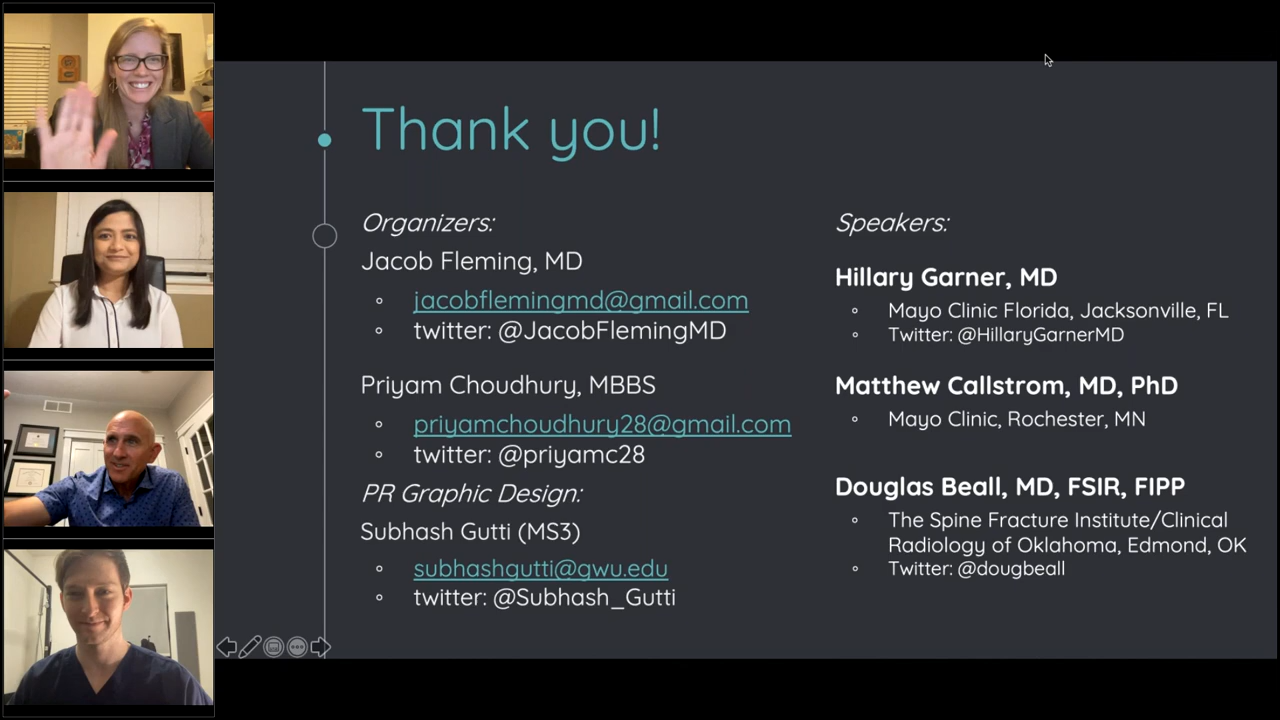 Thank you!
Organizers:
Jacob Fleming, MD
jacobflemingmd@gmail.com
twitter: @JacobFlemingMD
Priyam Choudhury, MBBS
priyamchoudhury28@gmail.com
twitter: @priyamc28
PR Graphic Design:
Subhash Gutti (MS3)
subhashgutti@gwu.edu
twitter: @Subhash_Gutti
Speakers:
Hillary Garner, MD
Mayo Clinic Florida, Jacksonville, FL
Twitter: @HillaryGarnerMD
Matthew Callstrom, MD, PhD
Mayo Clinic, Rochester, MN
Douglas Beall, MD, FSIR, FIPP
The Spine Fracture Institute/Clinical
Radiology of Oklahoma, Edmond, OK
Twitter: @dougbeall